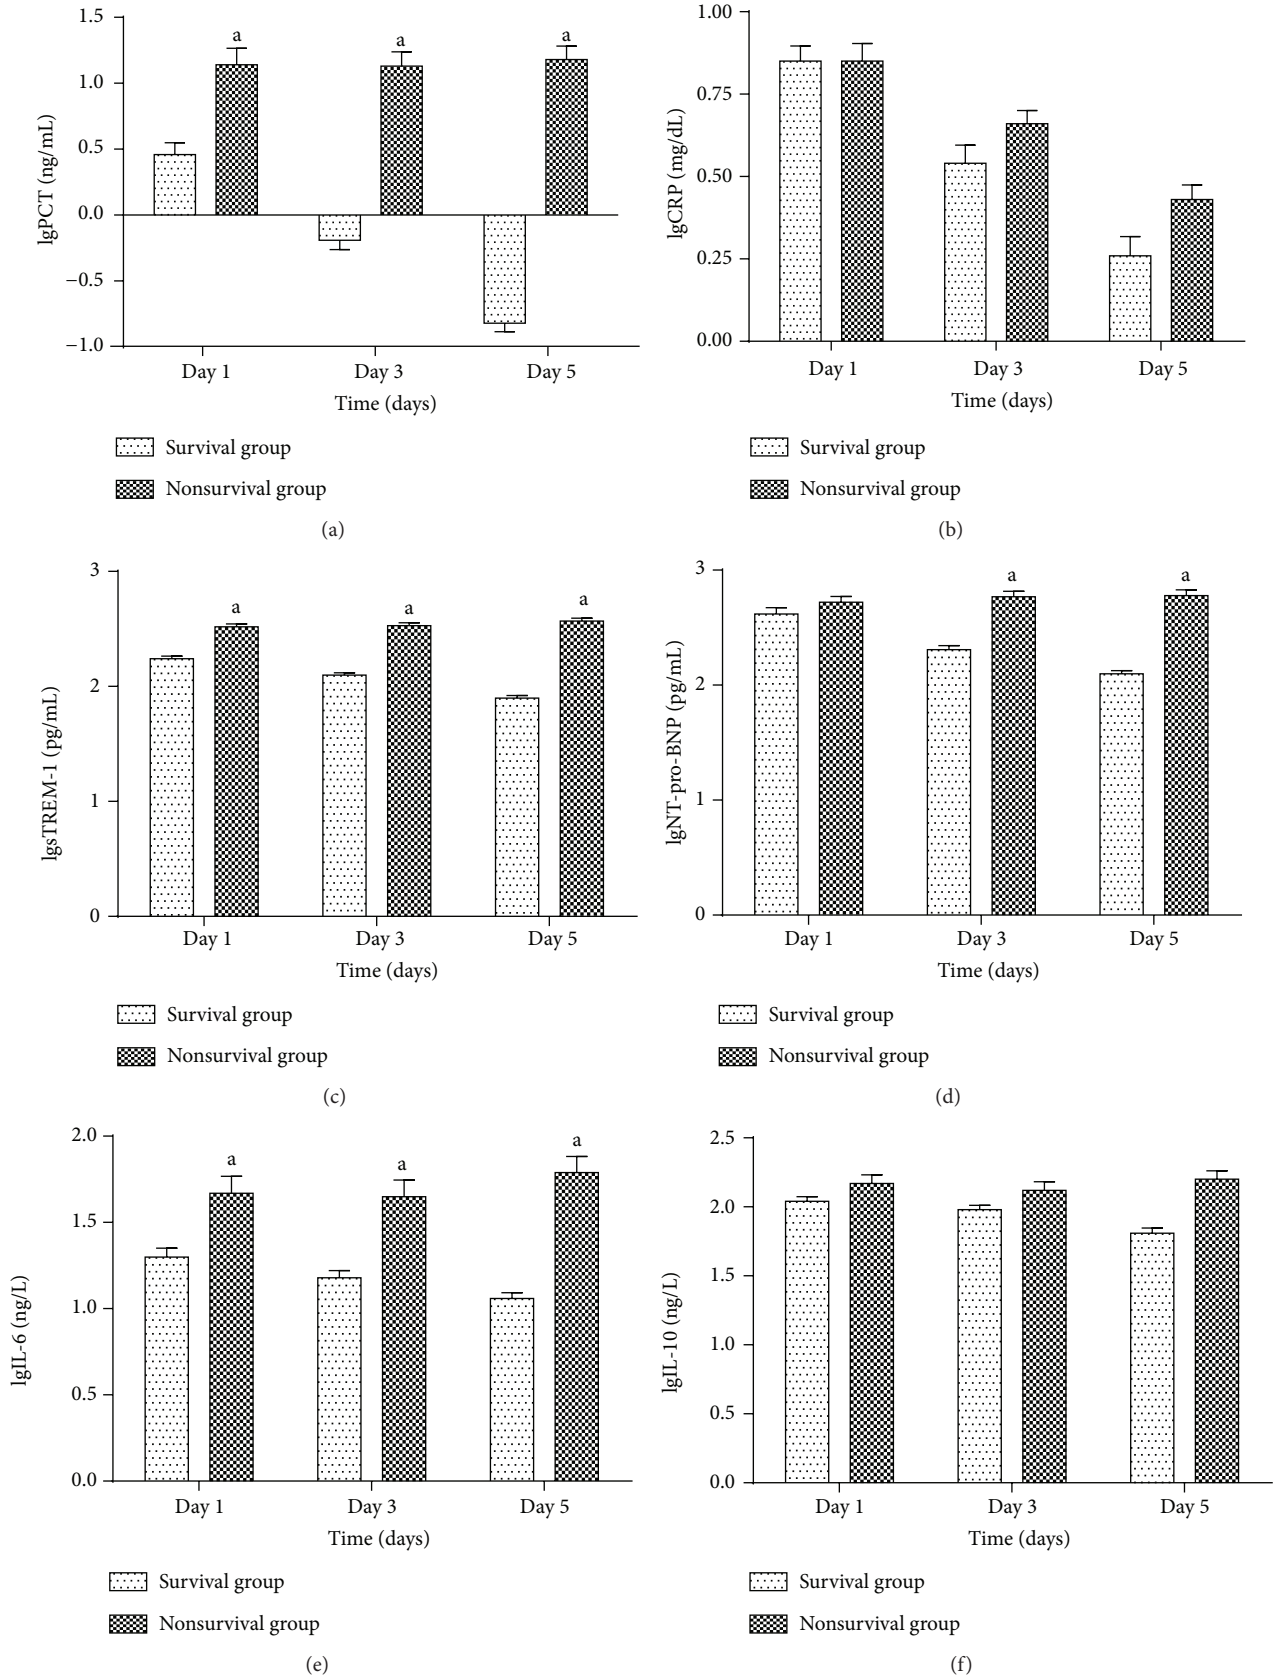 lgPCT (ng/mL)
1.5
1.0
0.5
0.0
−0.5
−1.0
a
a
a
Day 1
Day 3
Day 5
Time (days)
Survival group
Nonsurvival group
(a)
lgCRP (mg/dL)
1.00
0.75
0.50
0.25
0.00
Day 1
Day 3
Day 5
Time (days)
Survival group
Nonsurvival group
(b)
lgsTREM-1 (pg/mL)
3
2
1
0
a
a
a
Day 1
Day 3
Day 5
Time (days)
Survival group
Nonsurvival group
(c)
lgNT-pro-BNP (pg/mL)
3
2
1
0
a
a
Day 1
Day 3
Day 5
Time (days)
Survival group
Nonsurvival group
(d)
lgIL-6 (ng/L)
2.0
1.5
1.0
0.5
0.0
a
a
a
Day 1
Day 3
Day 5
Time (days)
Survival group
Nonsurvival group
(e)
lgIL-10 (ng/L)
2.5
2.0
1.5
1.0
0.5
0.0
Day 1
Day 3
Day 5
Time (days)
Survival group
Nonsurvival group
(f)